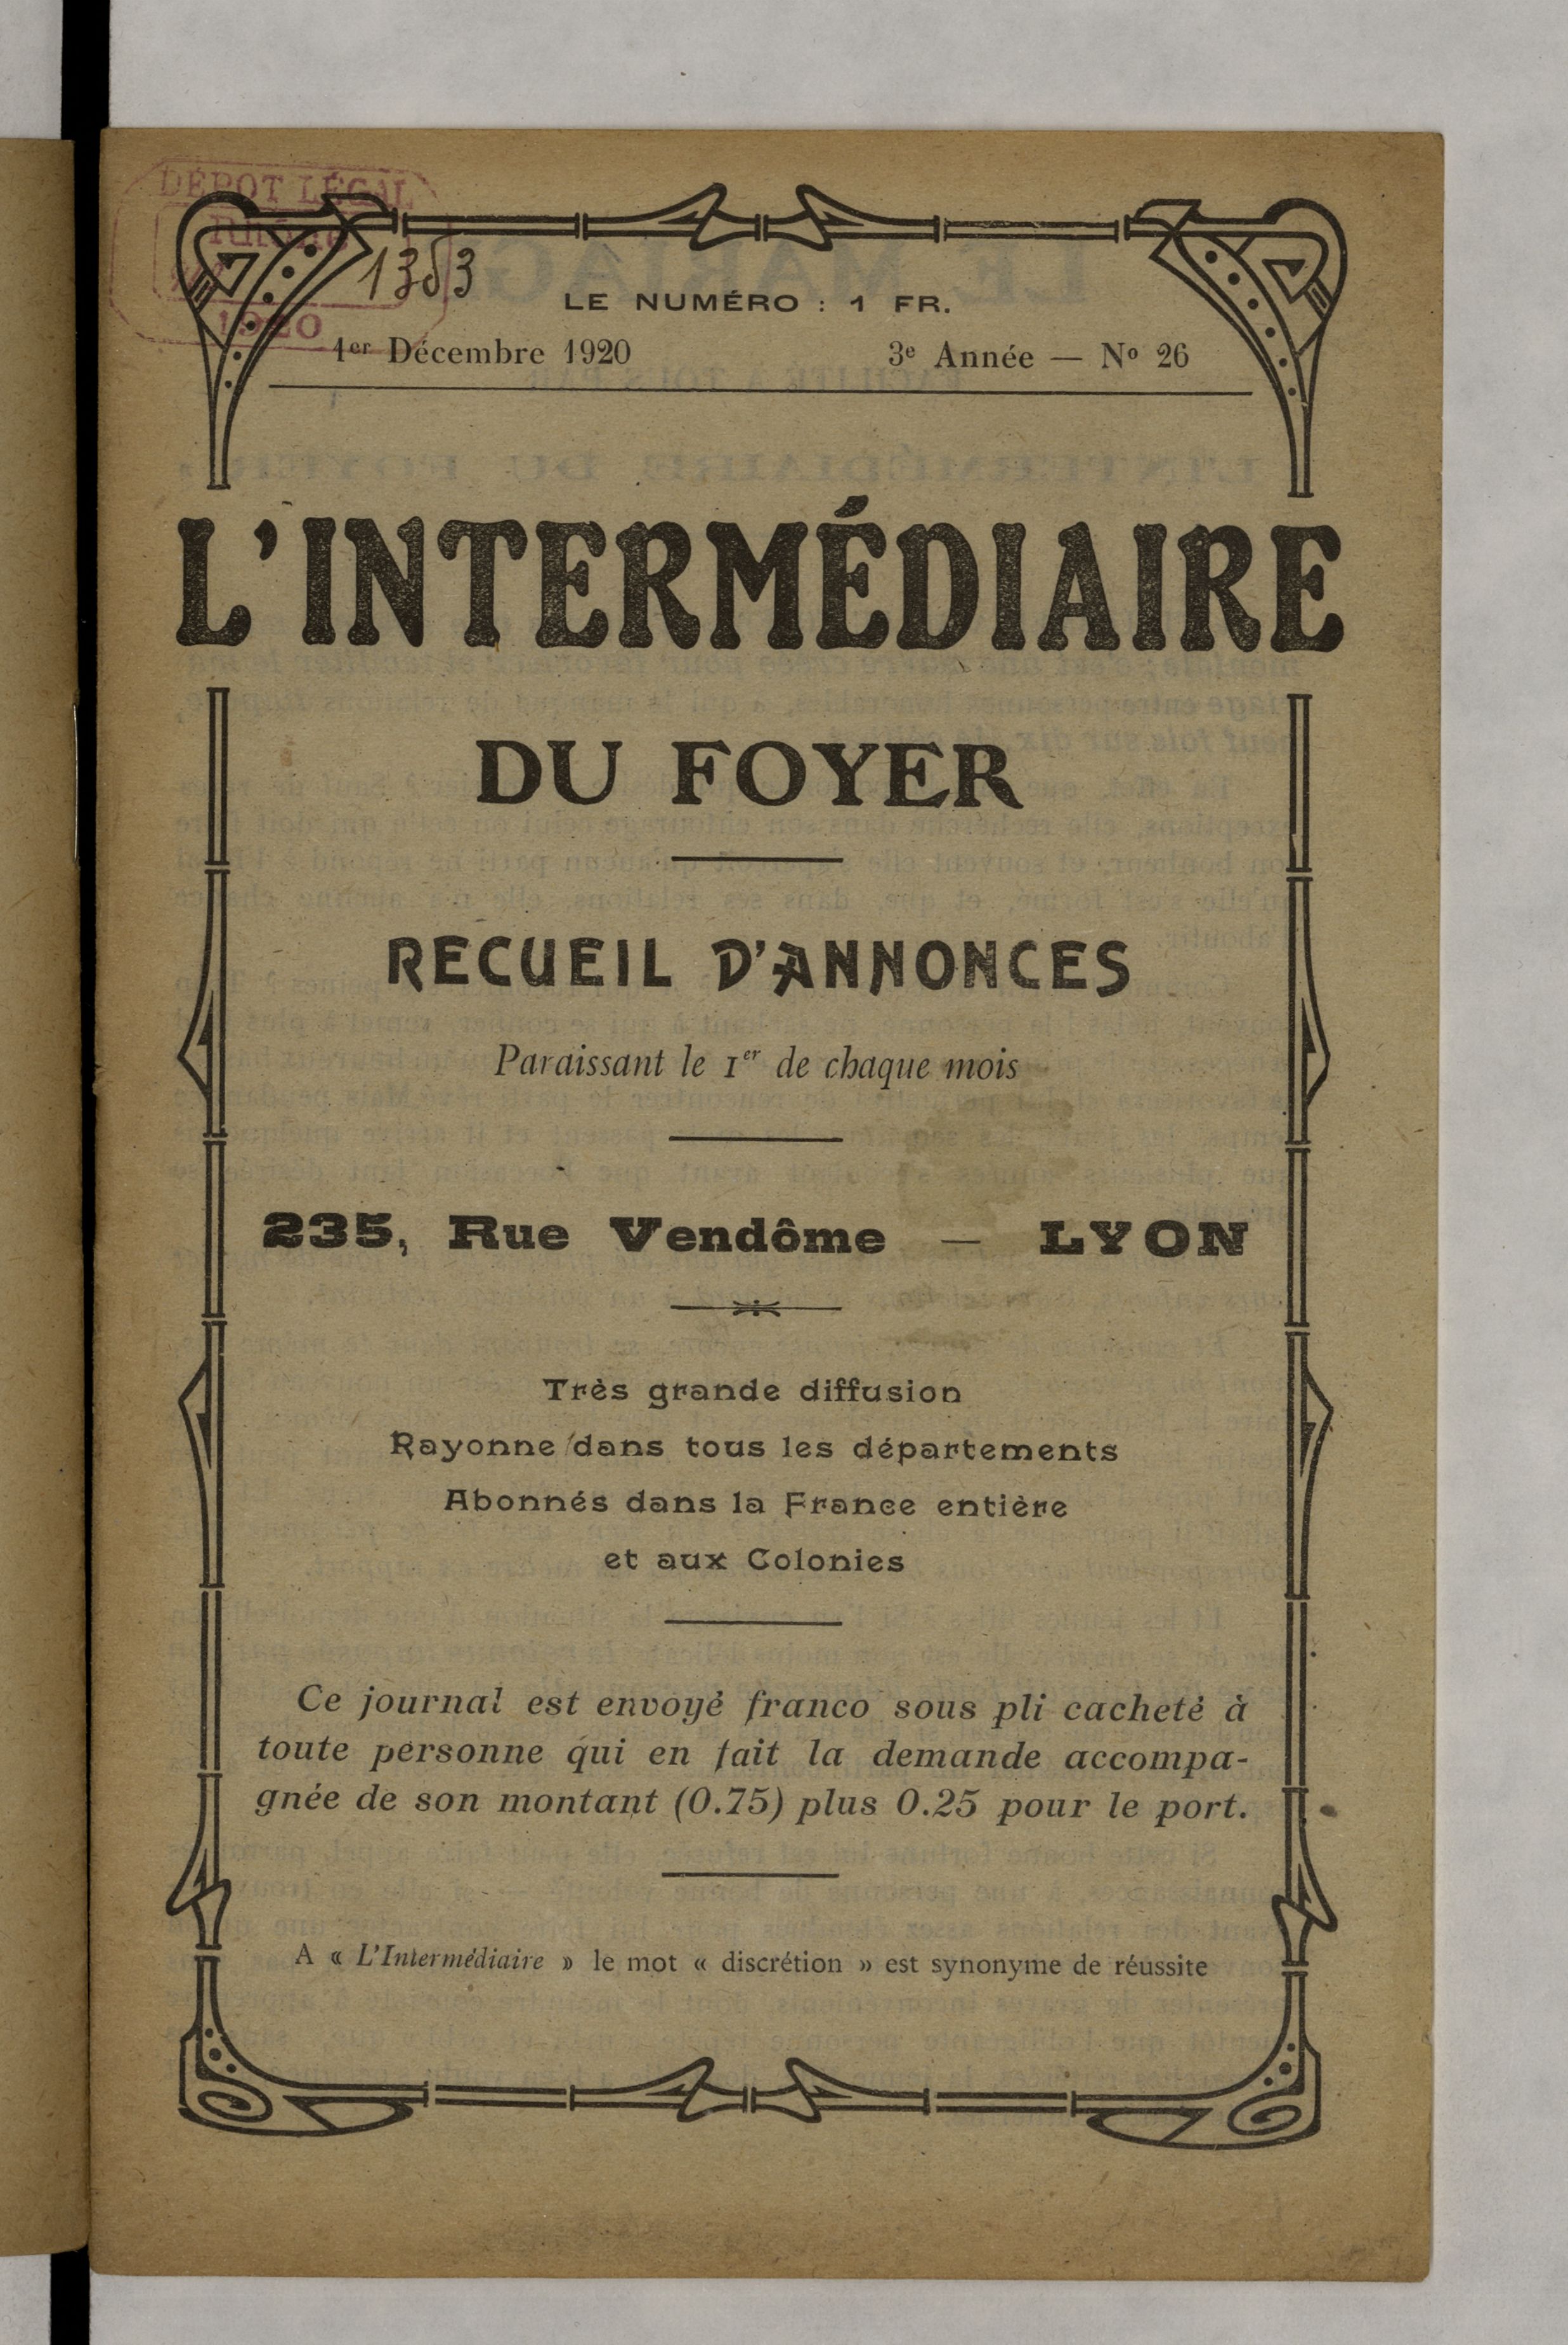 DÉPOT LÉGAL
Rhône
1920
1353
LE NUMÉRO : 1 FR.
1er Décembre 1920 3e Année — No 26
L'INTERMÉDIAIRE
DU FOYER
RECUEIL D'ANNONCES
Paraissant le 1er de chaque mois
235, Rue Vendôme — LYON
Très grande diffusion
Rayonne dans tous les départements
Abonnés dans la France entière
et aux Colonies
Ce journal est envoyé franco sous pli cacheté à
toute personne qui en fait la demande accompa-
gnée de son montant (0.75) plus 0.25 pour le port.
A « L'Intermédiaire » le mot « discrétion » est synonyme de réussite